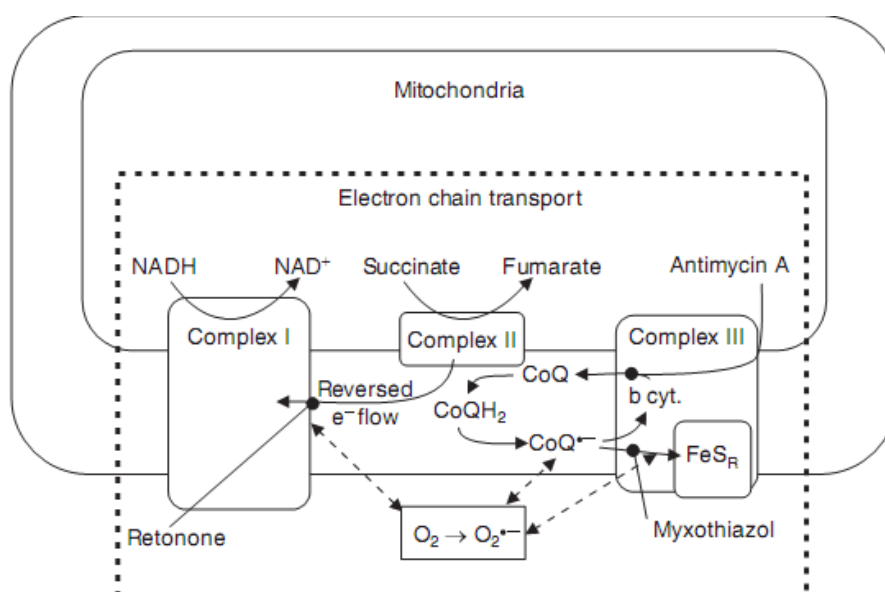 Mitochondria
Electron chain transport
NADH NAD⁺ Succinate Fumarate Antimycin A
Complex I Complex II Complex III
Reversed
e⁻ flow
CoQ
b cyt.
CoQH₂
CoQ•⁻
FeS_R
O₂ → O₂•⁻
Retonone
Myxothiazol